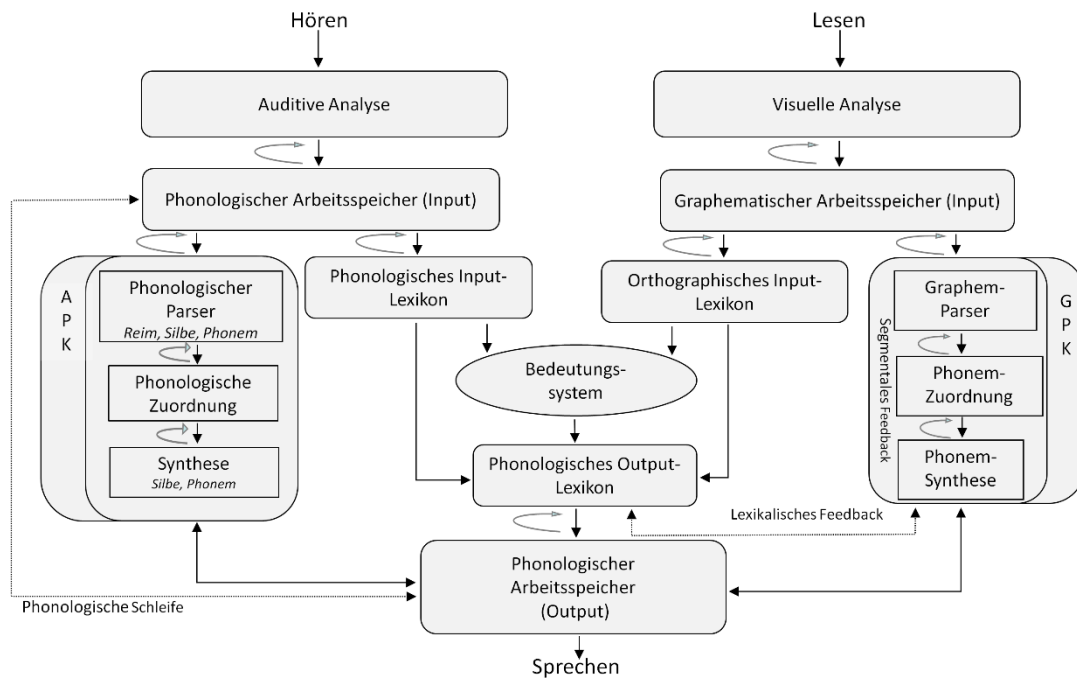 Hören
Lesen
Auditive Analyse
Visuelle Analyse
Phonologischer Arbeitsspeicher (Input)
Graphematischer Arbeitsspeicher (Input)
A
P
K
Phonologischer
Parser
Reim, Silbe, Phonem
Phonologische
Zuordnung
Synthese
Silbe, Phonem
Phonologisches Input-
Lexikon
Orthographisches Input-
Lexikon
Bedeutungs-
system
Phonologisches Output-
Lexikon
Segmentales Feedback
Graphem-
Parser
Phonem-
Zuordnung
Phonem-
Synthese
G
P
K
Lexikalisches Feedback
Phonologischer
Arbeitsspeicher
(Output)
Phonologische Schleife
Sprechen